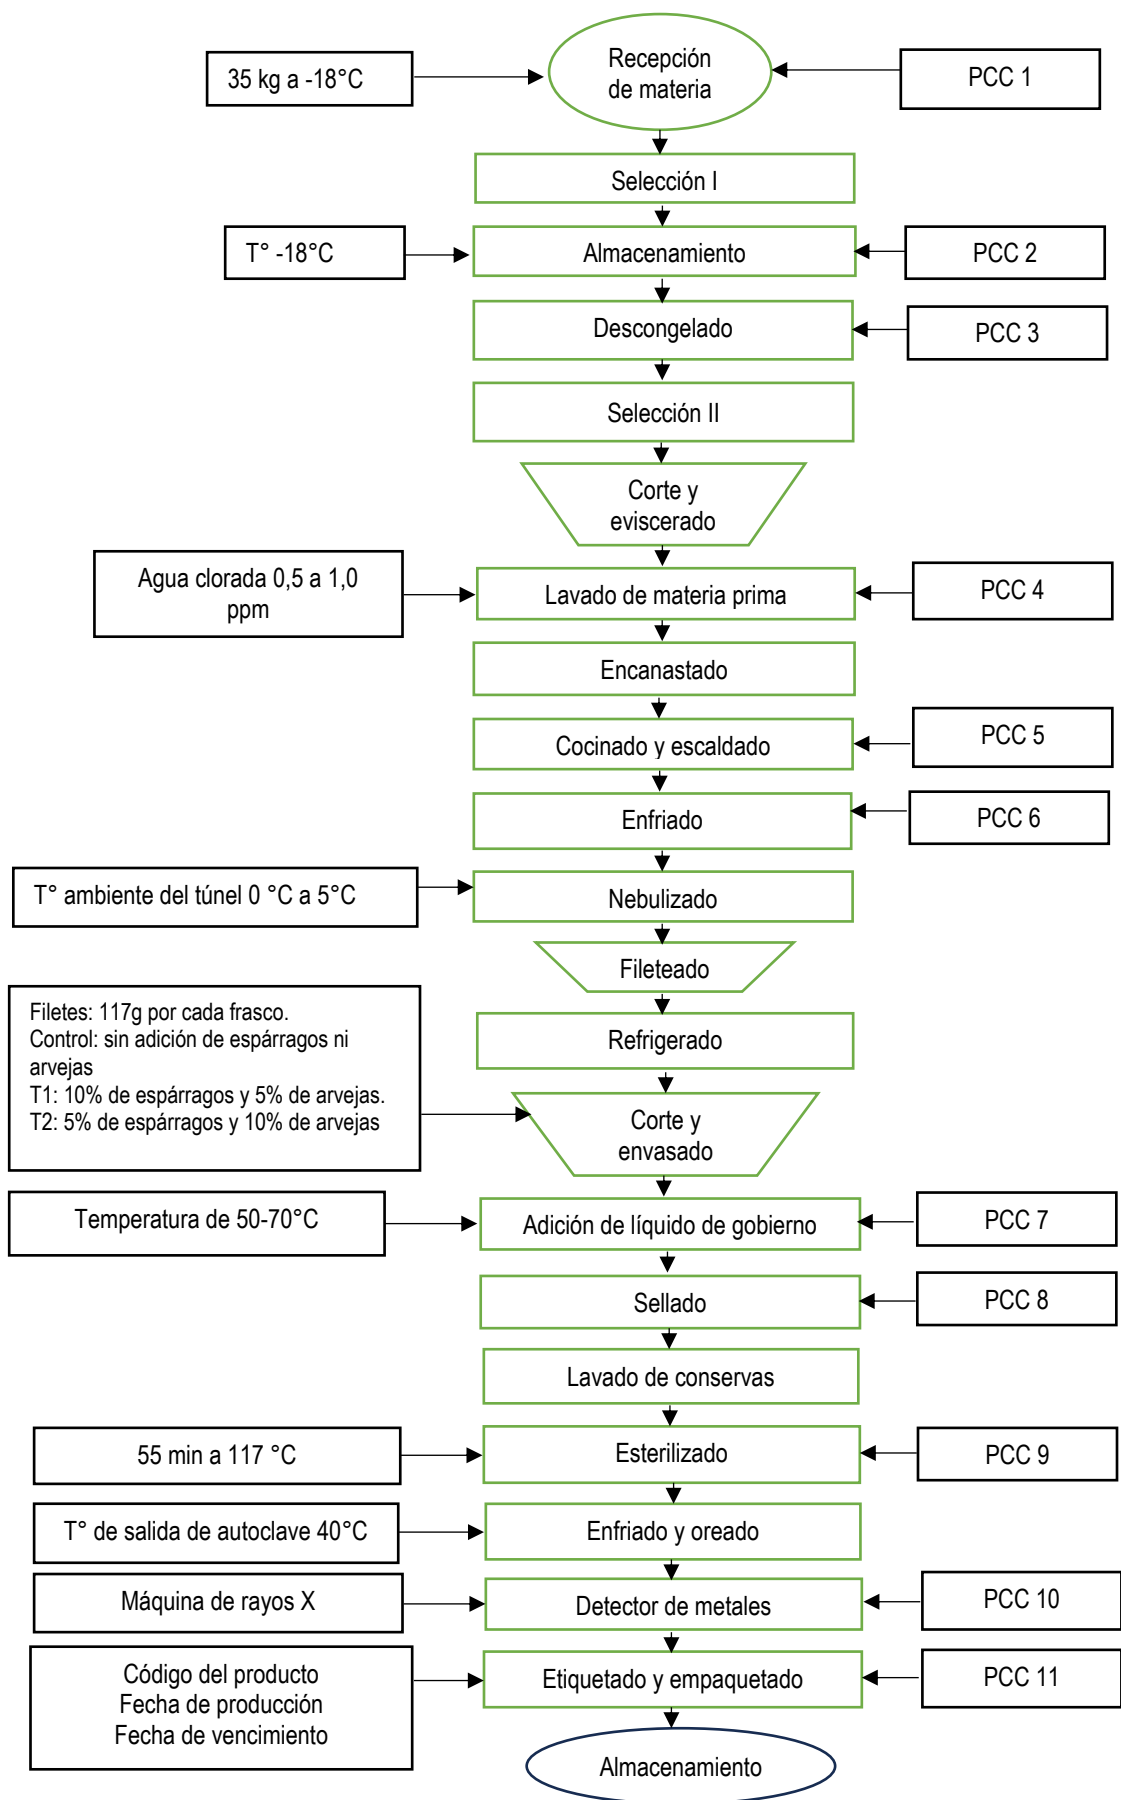 35 kg a -18°C
Recepción
de materia
PCC 1
Selección I
T° -18°C
Almacenamiento
PCC 2
Descongelado
PCC 3
Selección II
Corte y
eviscerado
Agua clorada 0,5 a 1,0
ppm
Lavado de materia prima
PCC 4
Encanastado
Cocinado y escaldado
PCC 5
Enfriado
PCC 6
T° ambiente del túnel 0 °C a 5°C
Nebulizado
Fileteado
Filetes: 117g por cada frasco.
Control: sin adición de espárragos ni
arvejas
T1: 10% de espárragos y 5% de arvejas.
T2: 5% de espárragos y 10% de arvejas
Refrigerado
Corte y
envasado
Temperatura de 50-70°C
Adición de líquido de gobierno
PCC 7
Sellado
PCC 8
Lavado de conservas
55 min a 117 °C
Esterilizado
PCC 9
T° de salida de autoclave 40°C
Enfriado y oreado
Máquina de rayos X
Detector de metales
PCC 10
Código del producto
Fecha de producción
Fecha de vencimiento
Etiquetado y empaquetado
PCC 11
Almacenamiento